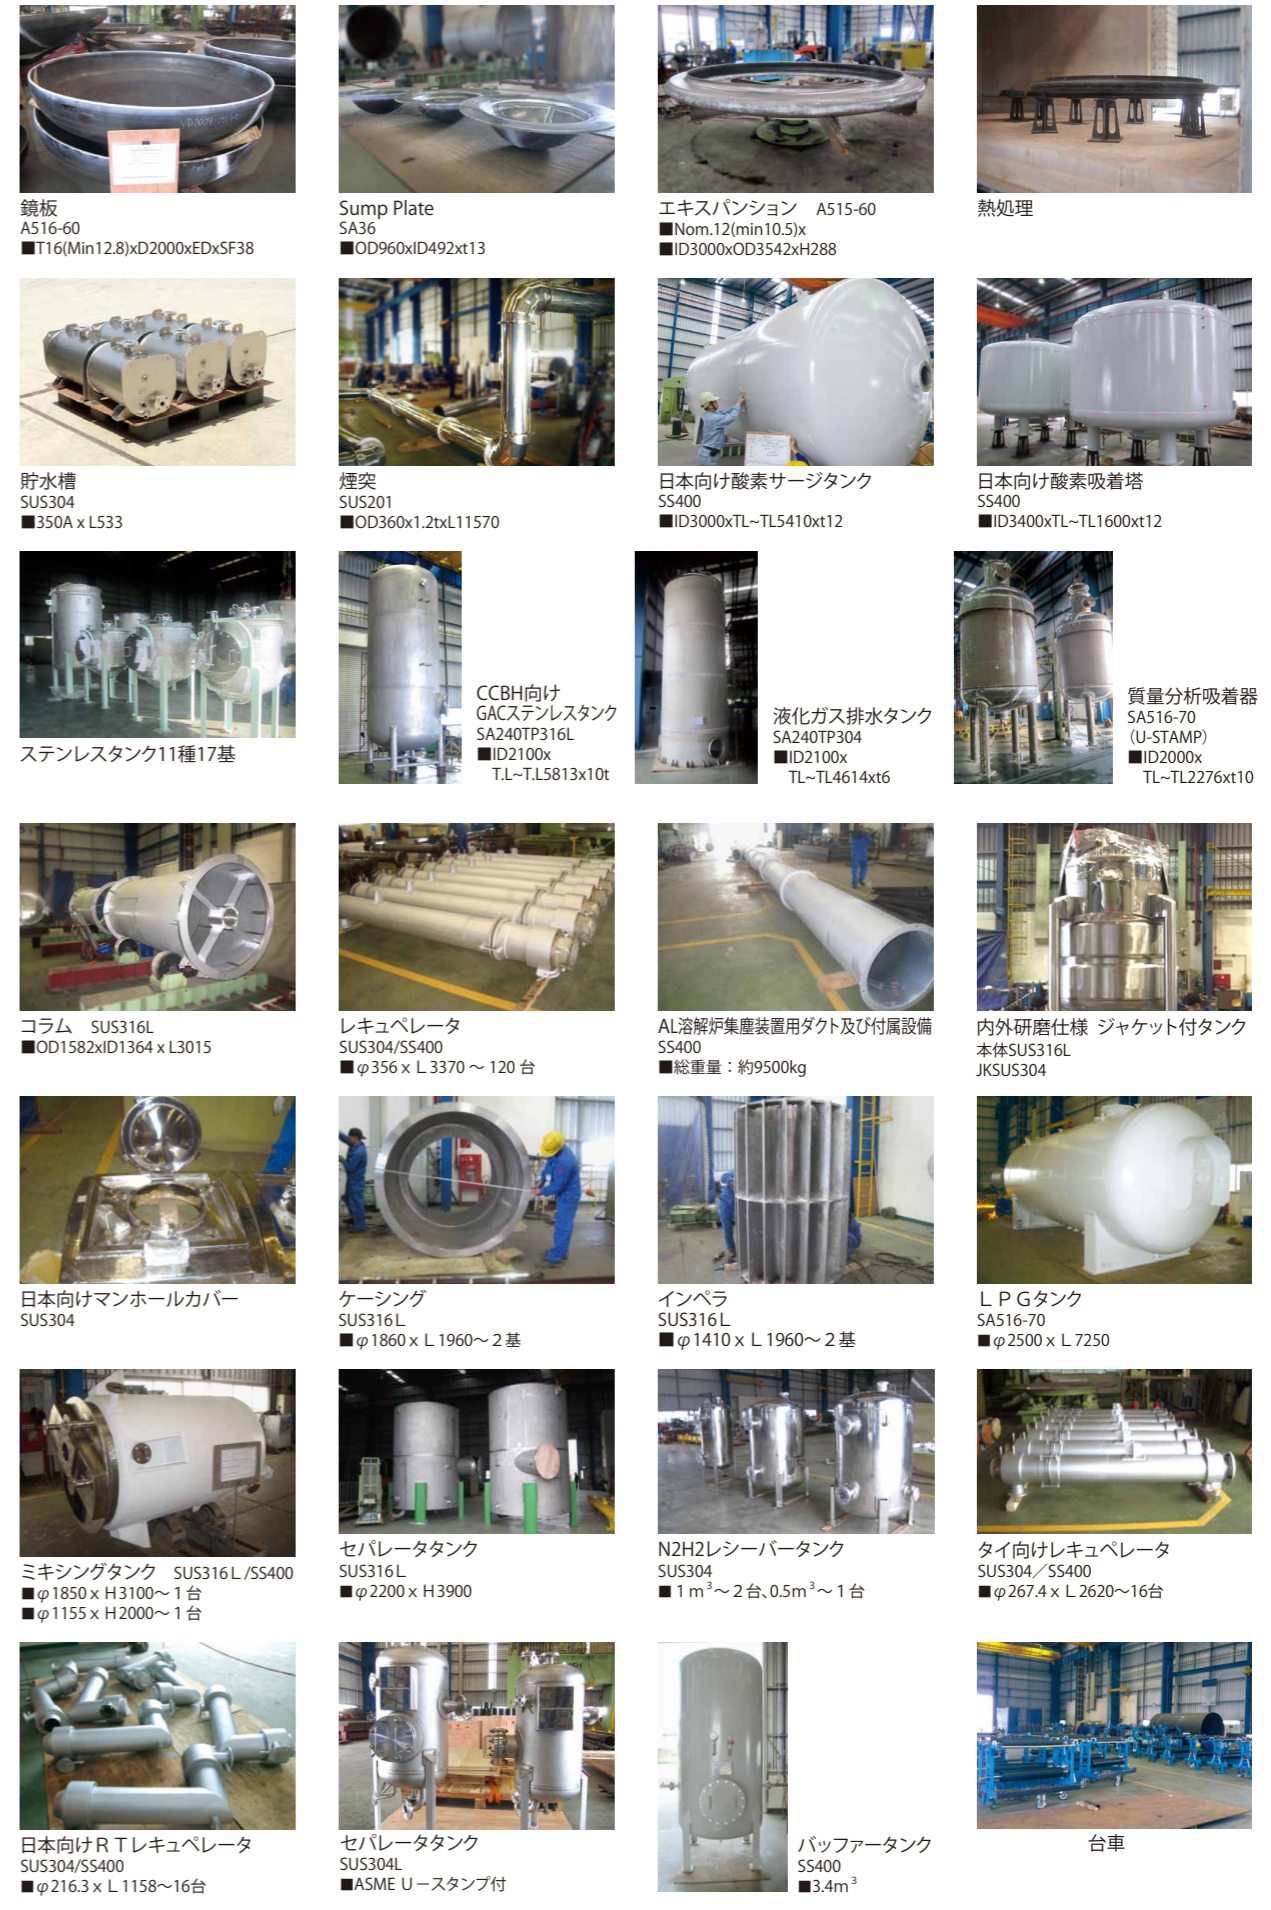 鏡板
A516-60
■T16(Min12.8)xD2000xEDxSF38
Sump Plate
SA36
■OD960xID492xt13
エキスパンション A515-60
■Nom.12(min10.5)x
■ID3000xOD3542xH288
熱処理
貯水槽
SUS304
■350A x L533
煙突
SUS201
■OD360x1.2txL11570
日本向け酸素サージタンク
SS400
■ID3000xTL~TL5410xt12
日本向け酸素吸着塔
SS400
■ID3400xTL~TL1600xt12
ステンレスタンク11種17基
CCBH向け
GACステンレスタンク
SA240TP316L
■ID2100x
T.L~T.L5813x10t
液化ガス排水タンク
SA240TP304
■ID2100x
TL~TL4614xt6
質量分析吸着器
SA516-70
（U-STAMP）
■ID2000x
TL~TL2276xt10
コラム SUS316L
■OD1582xID1364 x L3015
レキュペレータ
SUS304/SS400
■φ356ｘＬ3370 ～ 120 台
AL溶解炉集塵装置用ダクト及び付属設備
SS400
■総重量：約9500kg
内外研磨仕様 ジャケット付タンク
本体SUS316L
JKSUS304
日本向けマンホールカバー
SUS304
ケーシング
SUS316Ｌ
■φ1860ｘＬ1960～２基
インペラ
SUS316Ｌ
■φ1410ｘＬ1960～２基
ＬＰＧタンク
SA516-70
■φ2500ｘＬ7250
ミキシングタンク SUS316Ｌ/SS400
■φ1850ｘH3100～１台
■φ1155ｘH2000～１台
セパレータタンク
SUS316Ｌ
■φ2200ｘH3900
N2H2レシーバータンク
SUS304
■１ｍ³～２台、0.5ｍ³～１台
タイ向けレキュペレータ
SUS304／SS400
■φ267.4ｘＬ2620～16台
日本向けＲＴレキュペレータ
SUS304/SS400
■φ216.3ｘＬ1158～16台
セパレータタンク
SUS304L
■ASME Ｕ－スタンプ付
バッファータンク
SS400
■3.4ｍ³
台車